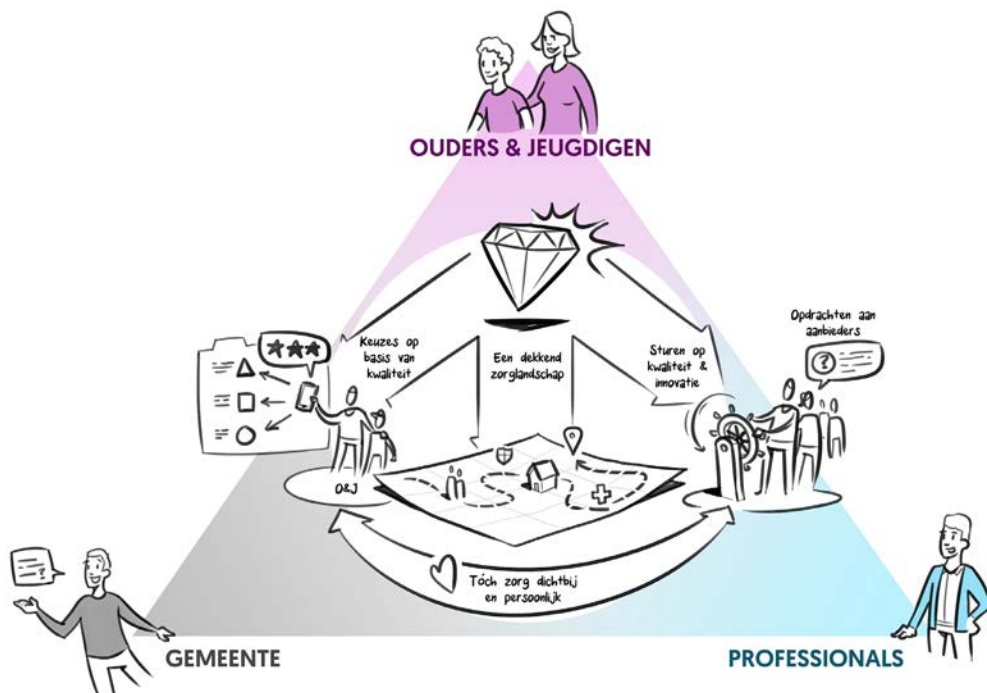 OUDERS & JEUGDIGEN
Opdrachten aan
aanbieders
Keuzes op
basis van
kwaliteit
Een dekkend
zorglandschap
Sturen op
kwaliteit &
innovatie
?
O&J
?
Tóch zorg dichtbij
en persoonlijk
GEMEENTE
PROFESSIONALS